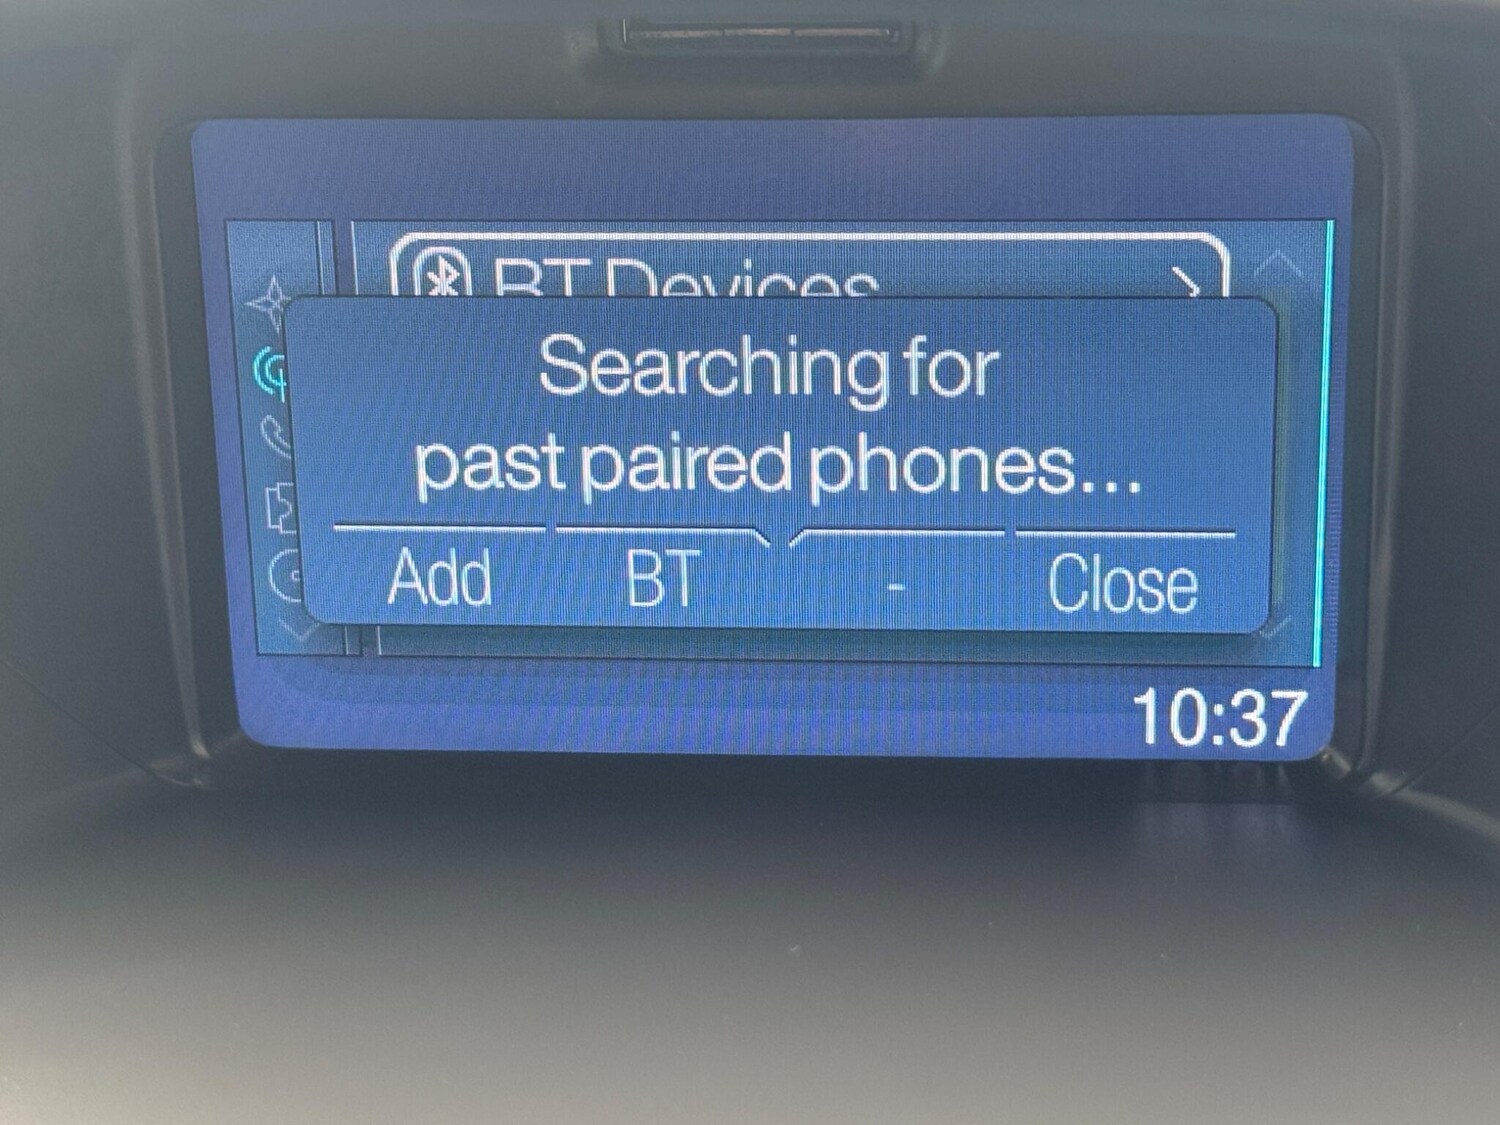 BT Devices
Searching for
past paired phones...
Add BT - Close
10:37